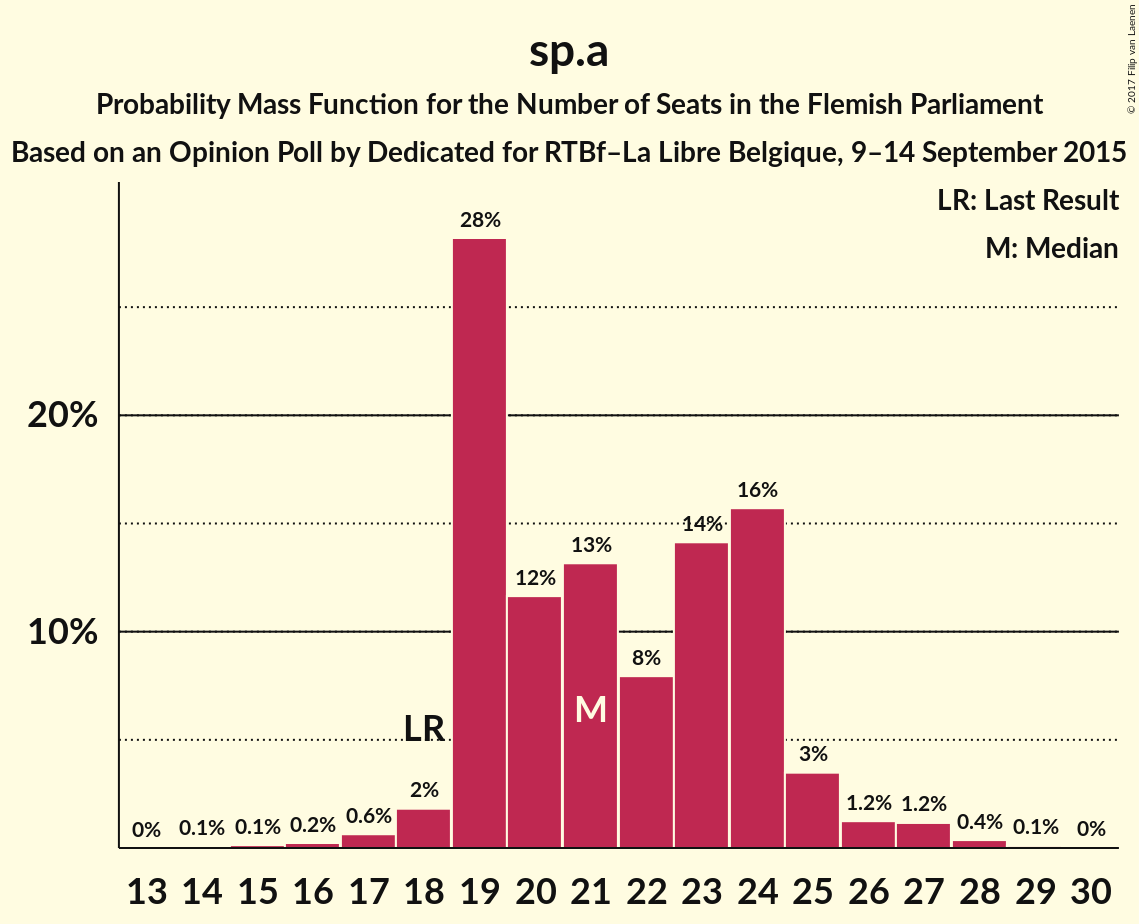 sp.a
Probability Mass Function for the Number of Seats in the Flemish Parliament
Based on an Opinion Poll by Dedicated for RTBf–La Libre Belgique, 9–14 September 2015
© 2017 Filip van Laenen
LR: Last Result
M: Median
28%
20%
16%
14%
13%
12%
10%
8%
M
LR
3%
2%
1.2% 1.2%
0% 0.1% 0.1% 0.2% 0.6% 0.4% 0.1% 0%
13 14 15 16 17 18 19 20 21 22 23 24 25 26 27 28 29 30